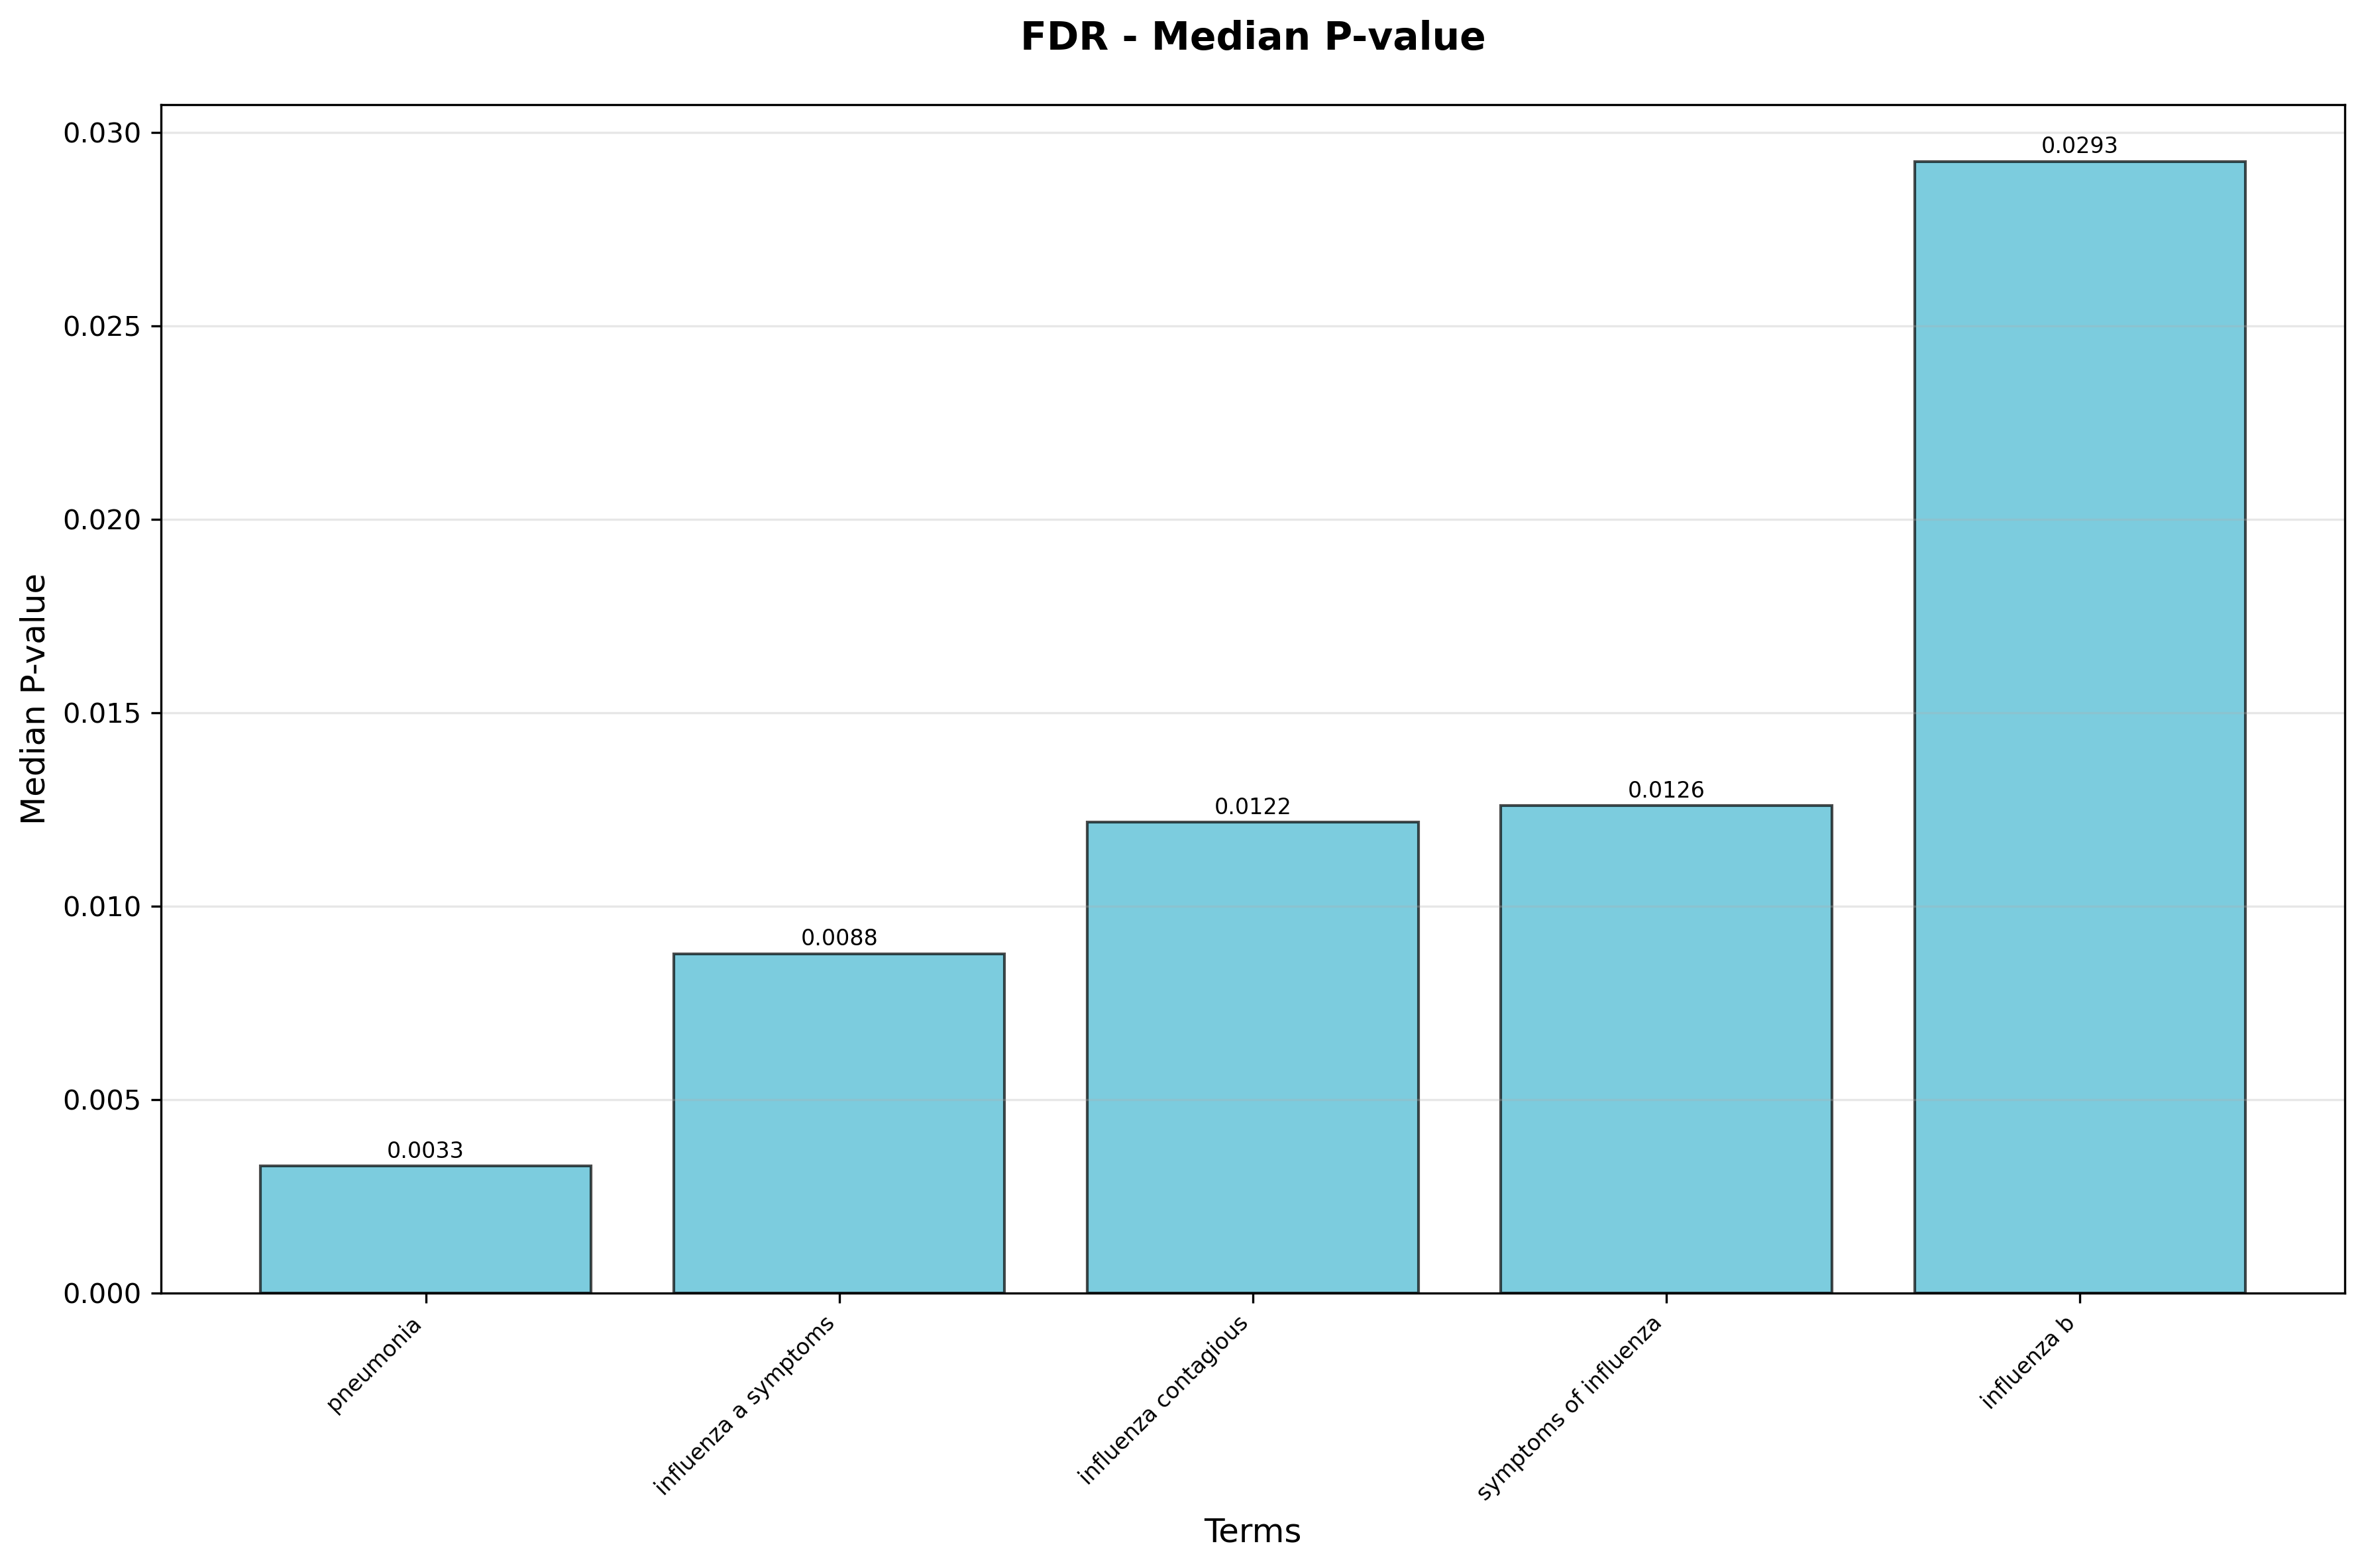 FDR - Median P-value
Median P-value
0.030
0.025
0.020
0.015
0.010
0.005
0.000
0.0033
0.0088
0.0122
0.0126
0.0293
pneumonia
influenza a symptoms
influenza contagious
symptoms of influenza
influenza b
Terms